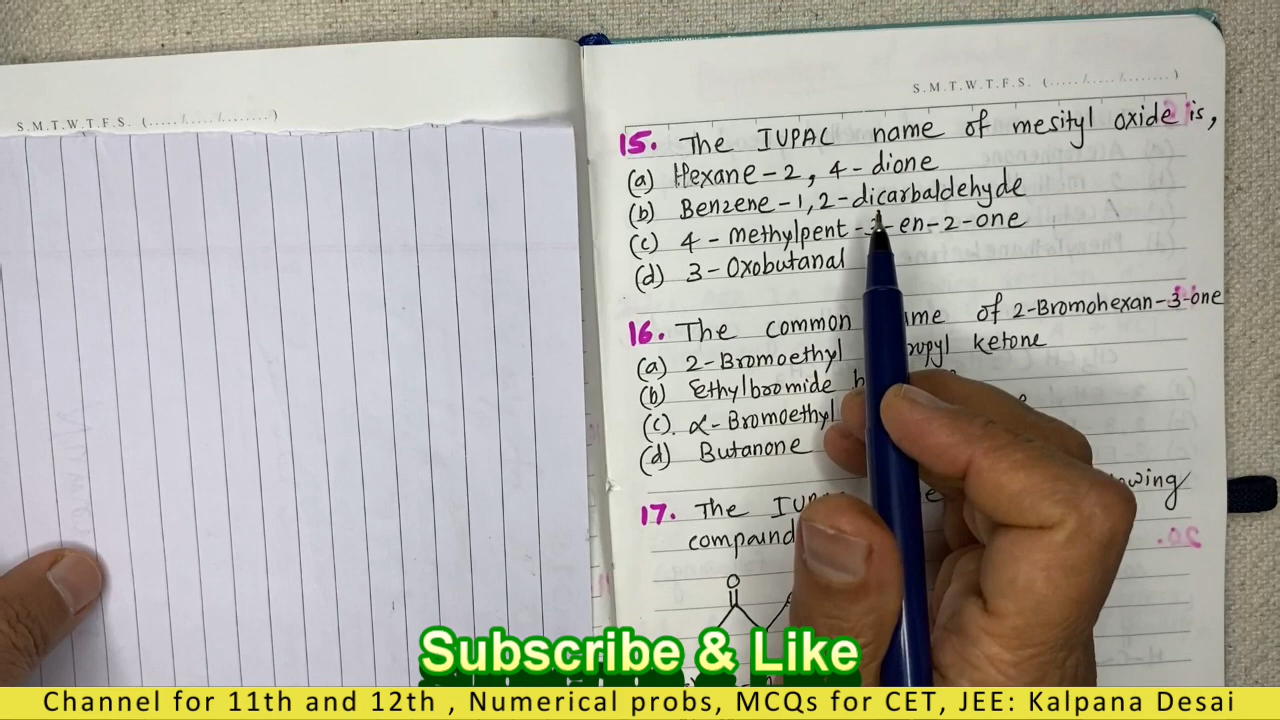 S.M.T.W.T.F.S. (...../...../........)
S.M.T.W.T.F.S. (...../...../........)
15. The IUPAC name of mesityl oxide is,
(a) Hexane-2, 4-dione
(b) Benzene-1,2-dicarbaldehyde
(c) 4-methylpent-3-en-2-one
(d) 3-Oxobutanal
16. The common of 2-Bromohexan-3-one
(a) 2-Bromoethyl ketone
(b) Ethylbromide
(c). α-Bromoethyl
(d) Butanone
17. The
compound
O
20.
Subscribe & Like
Channel for 11th and 12th , Numerical probs, MCQs for CET, JEE: Kalpana Desai